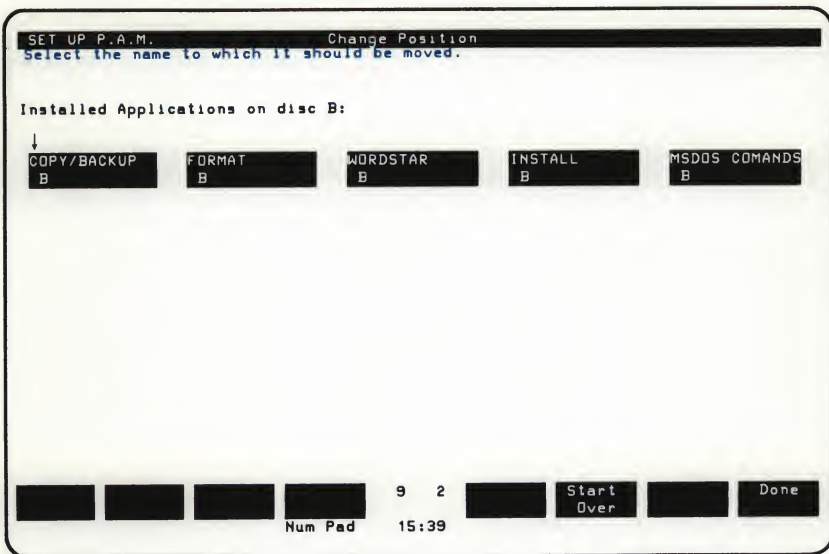 SET UP P.A.M. Change Position
Select the name to which it should be moved.
Installed Applications on disc B:
COPY/BACKUP FORMAT WORDSTAR INSTALL MSDOS COMANDS
B B B B B
9 2 Start Over Done
Num Pad 15:39